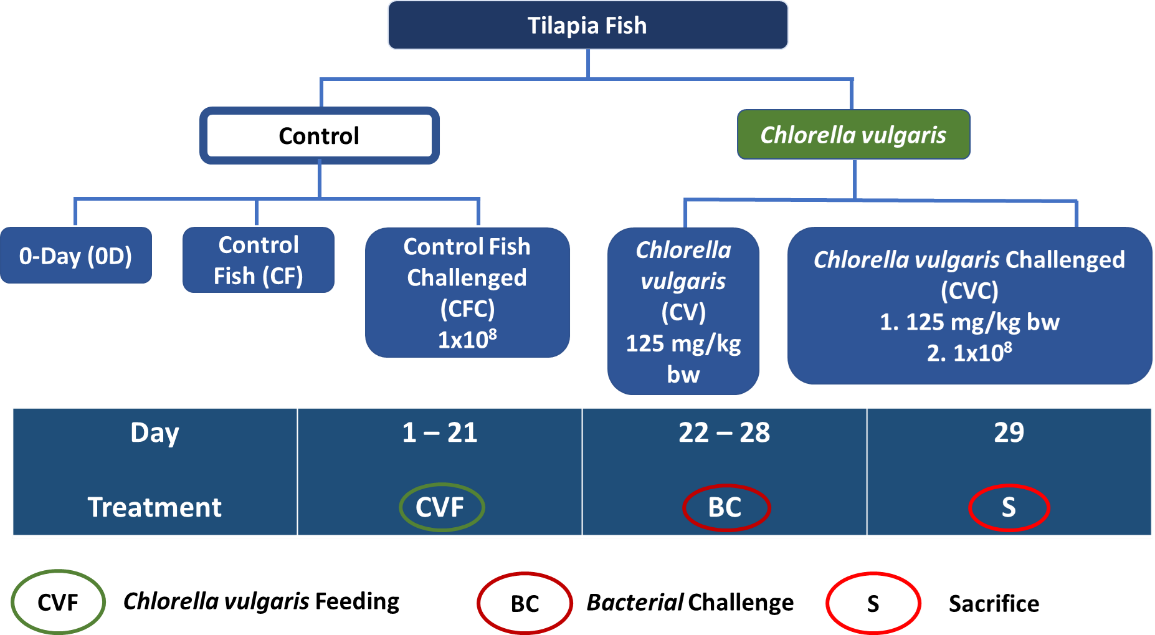 Tilapia Fish
Control
Chlorella vulgaris
0-Day (0D)
Control
Fish (CF)
Control Fish
Challenged
(CFC)
1x10⁸
Chlorella
vulgaris
(CV)
125 mg/kg
bw
Chlorella vulgaris Challenged
(CVC)
1. 125 mg/kg bw
2. 1x10⁸
Day 1 – 21 22 – 28 29
Treatment CVF BC S
CVF Chlorella vulgaris Feeding BC Bacterial Challenge S Sacrifice